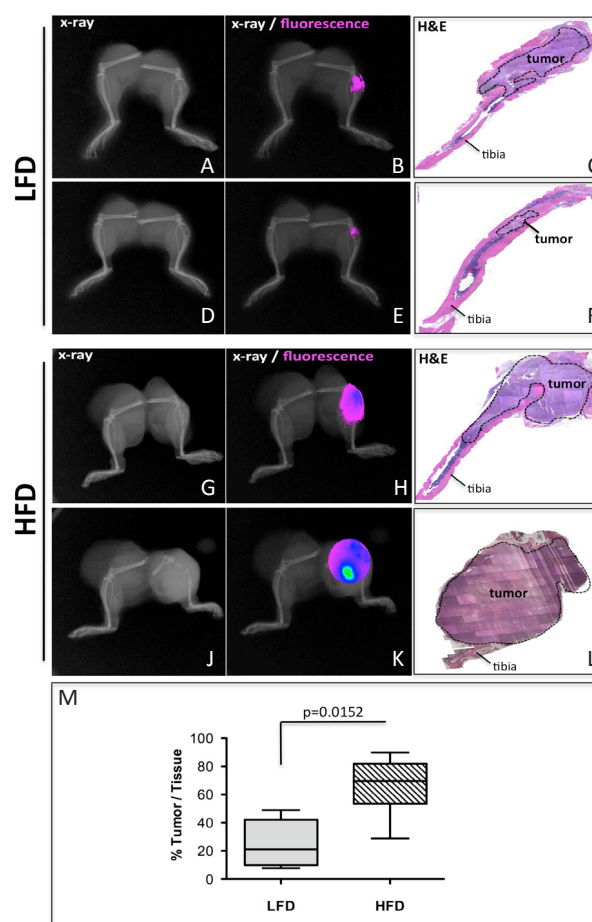 x-ray
x-ray / fluorescence
H&E
tumor
tibia
A
B
LFD
tumor
tibia
D
E
F
x-ray
x-ray / fluorescence
H&E
tumor
tibia
G
H
I
HFD
tumor
tibia
J
K
L
M
p=0.0152
% Tumor / Tissue
100
80
60
40
20
0
LFD
HFD